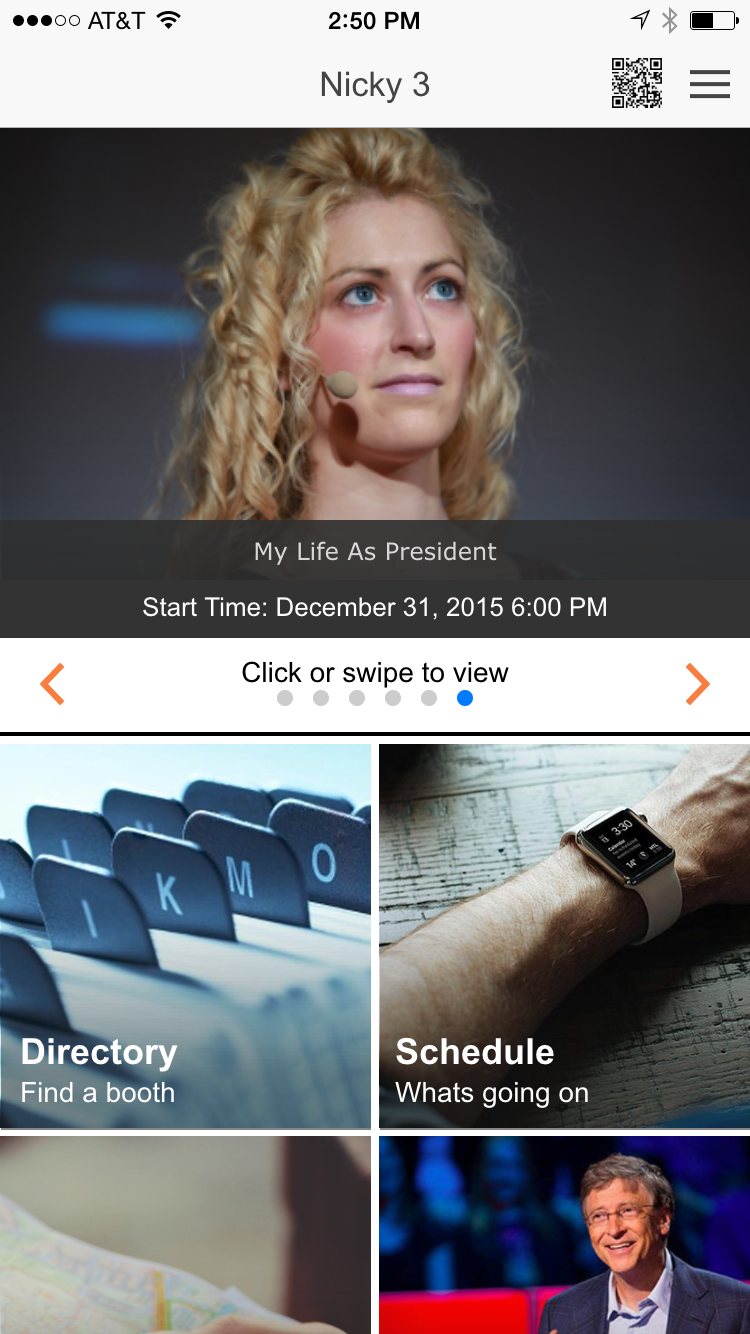 AT&T 2:50 PM
Nicky 3
My Life As President
Start Time: December 31, 2015 6:00 PM
Click or swipe to view
I K M O
3:30
Directory
Find a booth
Schedule
Whats going on